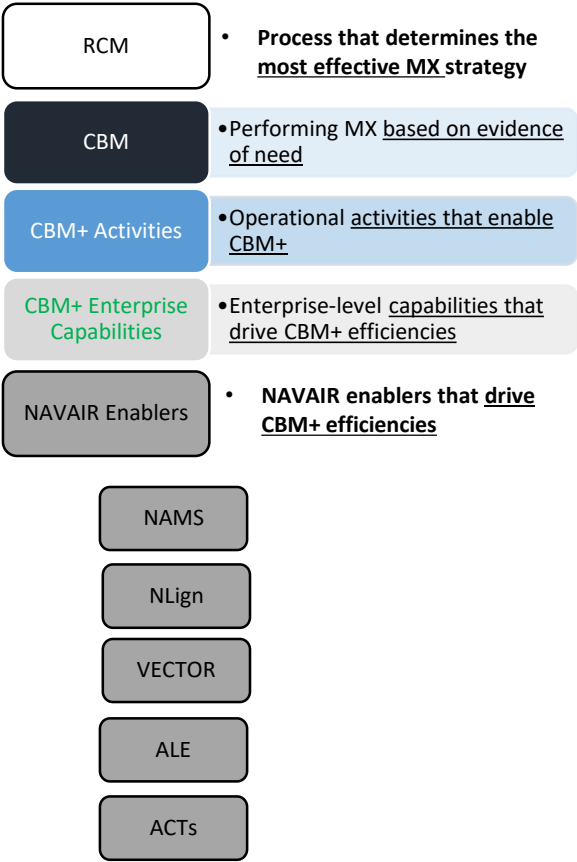 RCM
• Process that determines the
most effective MX strategy
CBM
•Performing MX based on evidence
of need
CBM+ Activities
•Operational activities that enable
CBM+
CBM+ Enterprise
Capabilities
•Enterprise-level capabilities that
drive CBM+ efficiencies
NAVAIR Enablers
• NAVAIR enablers that drive
CBM+ efficiencies
NAMS
NLign
VECTOR
ALE
ACTs